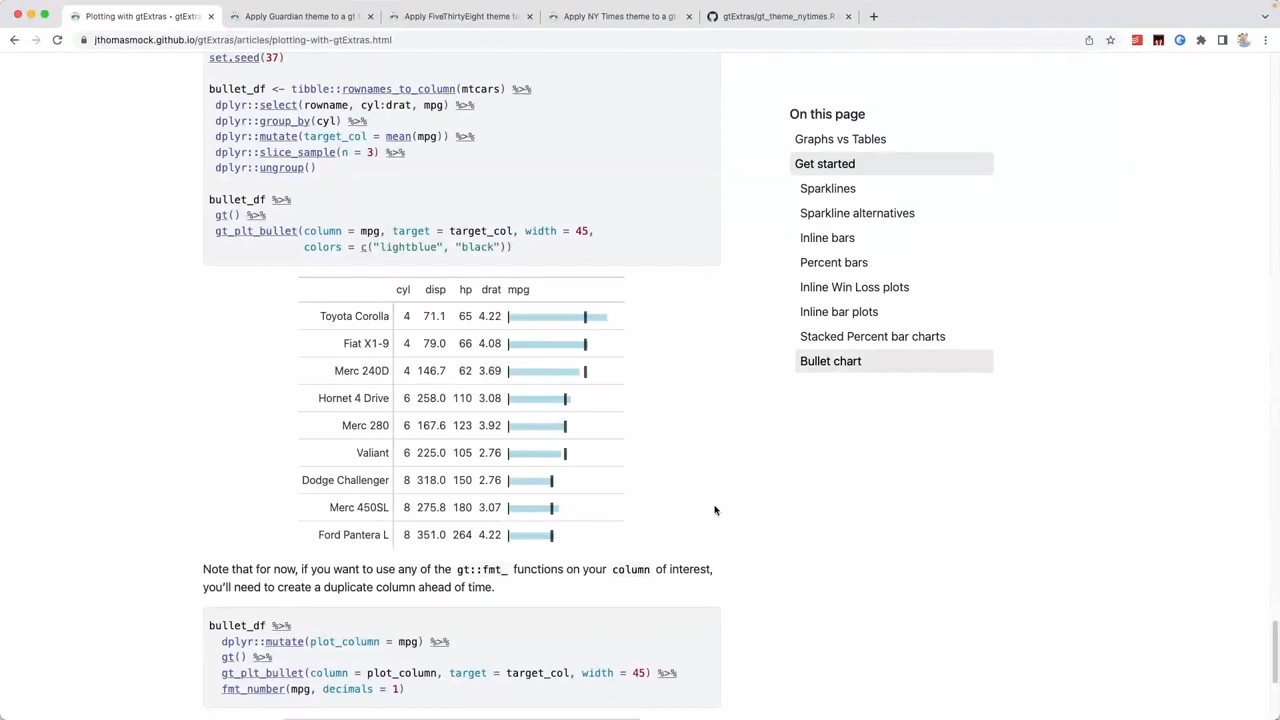 Plotting with gtExtras • gtExtra
Apply Guardian theme to a gt t
Apply FiveThirtyEight theme to
Apply NY Times theme to a gt
gtExtras/gt_theme_nytimes.R
jthomasmock.github.io/gtExtras/articles/plotting-with-gtExtras.html
set.seed(37)
bullet_df <- tibble::rownames_to_column(mtcars) %>%
dplyr::select(rowname, cyl:drat, mpg) %>%
dplyr::group_by(cyl) %>%
dplyr::mutate(target_col = mean(mpg)) %>%
dplyr::slice_sample(n = 3) %>%
dplyr::ungroup()
bullet_df %>%
gt() %>%
gt_plt_bullet(column = mpg, target = target_col, width = 45,
colors = c("lightblue", "black"))
cyl disp hp drat mpg
Toyota Corolla 4 71.1 65 4.22
Fiat X1-9 4 79.0 66 4.08
Merc 240D 4 146.7 62 3.69
Hornet 4 Drive 6 258.0 110 3.08
Merc 280 6 167.6 123 3.92
Valiant 6 225.0 105 2.76
Dodge Challenger 8 318.0 150 2.76
Merc 450SL 8 275.8 180 3.07
Ford Pantera L 8 351.0 264 4.22
Note that for now, if you want to use any of the gt::fmt_ functions on your column of interest,
you'll need to create a duplicate column ahead of time.
bullet_df %>%
dplyr::mutate(plot_column = mpg) %>%
gt() %>%
gt_plt_bullet(column = plot_column, target = target_col, width = 45) %>%
fmt_number(mpg, decimals = 1)
On this page
Graphs vs Tables
Get started
Sparklines
Sparkline alternatives
Inline bars
Percent bars
Inline Win Loss plots
Inline bar plots
Stacked Percent bar charts
Bullet chart